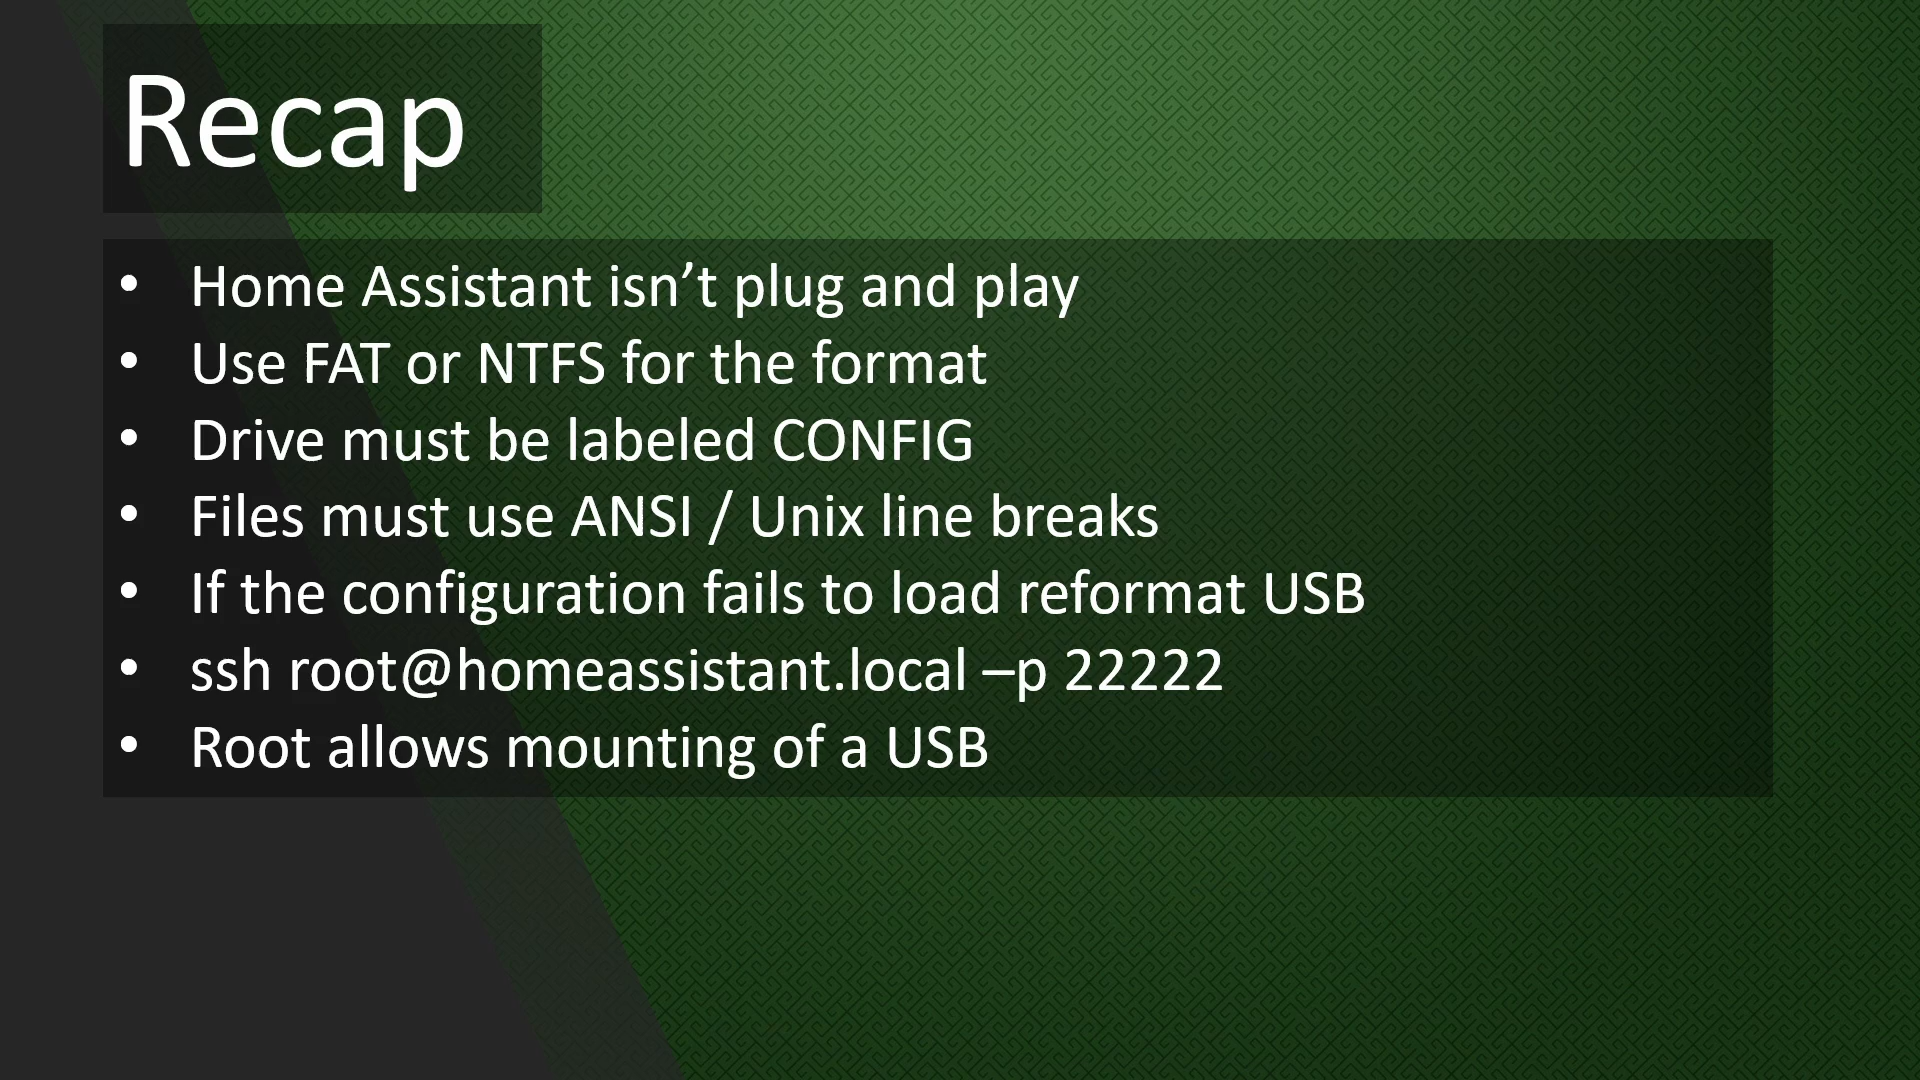 Recap
• Home Assistant isn’t plug and play
• Use FAT or NTFS for the format
• Drive must be labeled CONFIG
• Files must use ANSI / Unix line breaks
• If the configuration fails to load reformat USB
• ssh root@homeassistant.local –p 22222
• Root allows mounting of a USB